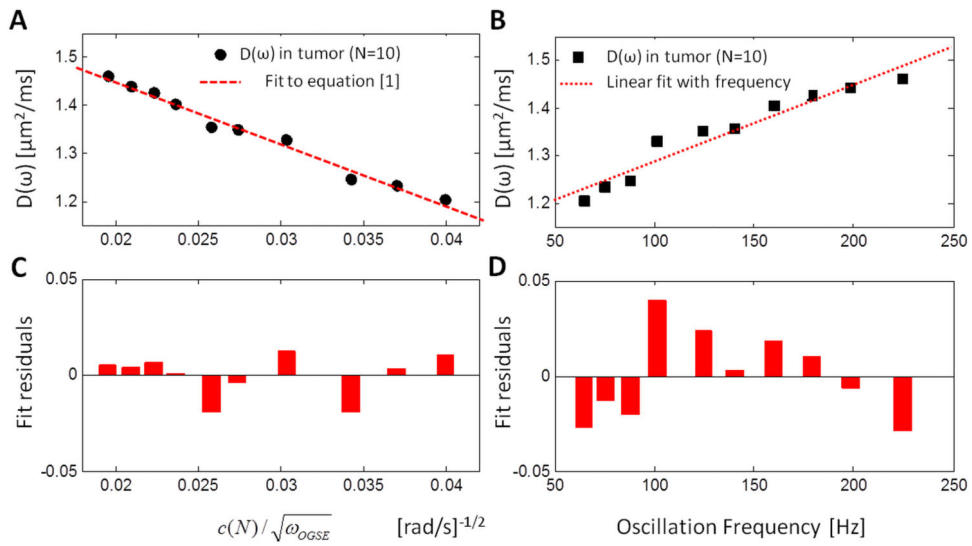 A
1.5
1.4
1.3
1.2
D(ω) [µm²/ms]
D(ω) in tumor (N=10)
Fit to equation [1]
0.02
0.025
0.03
0.035
0.04
B
1.5
1.4
1.3
1.2
D(ω) [µm²/ms]
D(ω) in tumor (N=10)
Linear fit with frequency
50
100
150
200
250
C
0.05
0
-0.05
Fit residuals
0.02
0.025
0.03
0.035
0.04
c(N)/√ω_OGSE [rad/s]⁻¹/²
D
0.05
0
-0.05
Fit residuals
50
100
150
200
250
Oscillation Frequency [Hz]